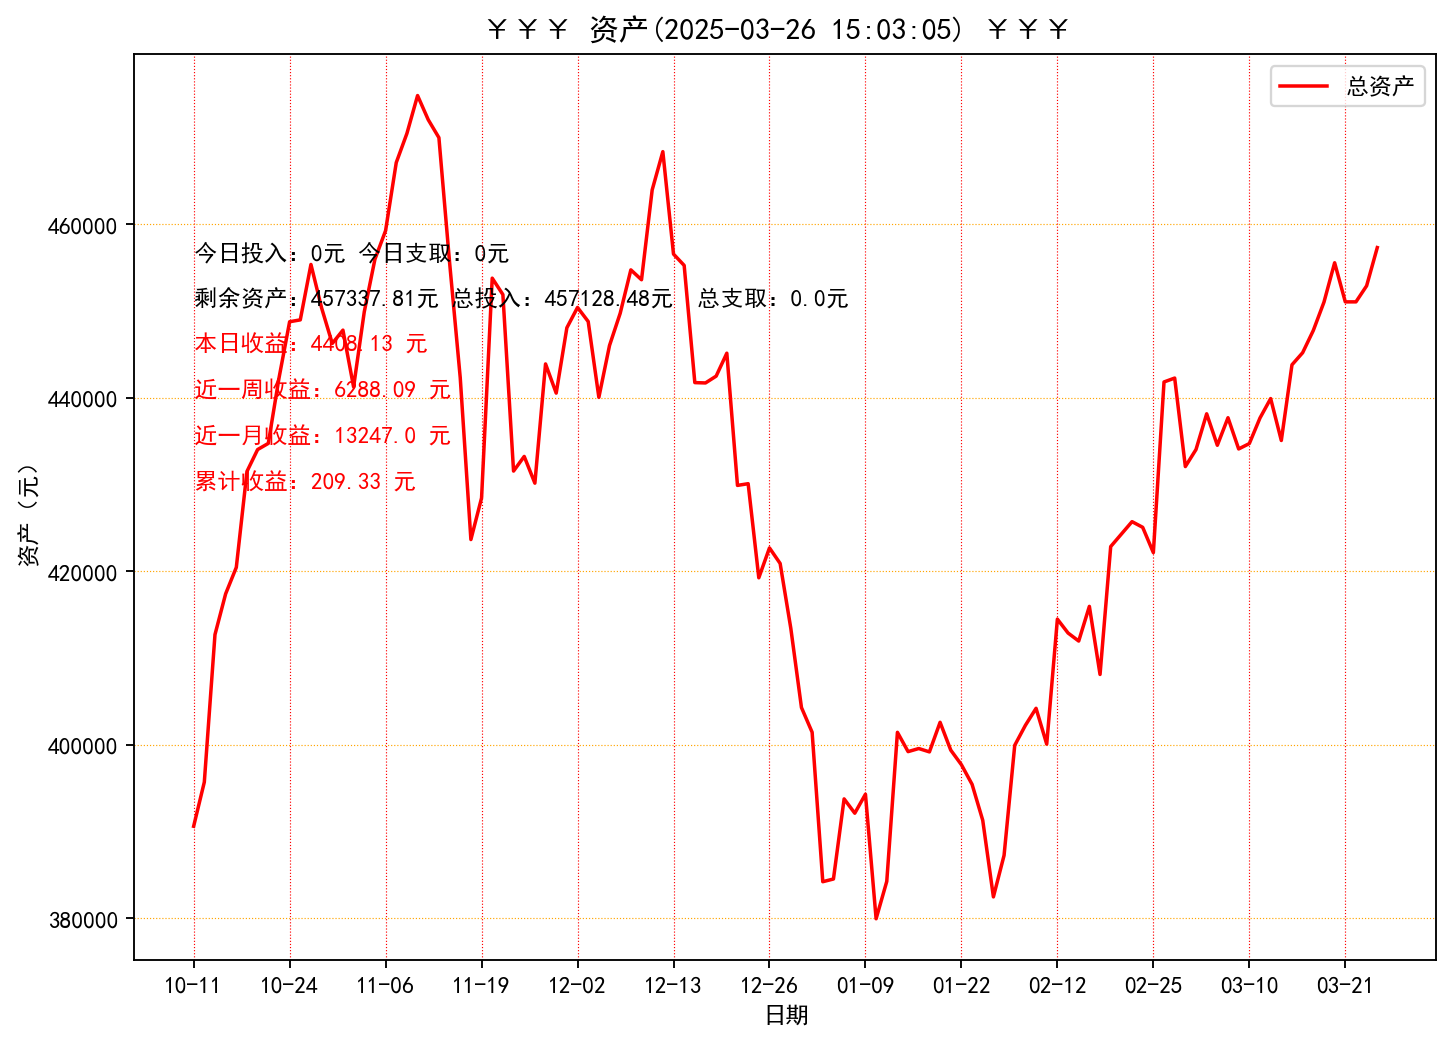 ￥￥￥ 资产(2025-03-26 15:03:05) ￥￥￥
总资产
今日投入：0元 今日支取：0元
剩余资产：457337.81元 总投入：457128.48元  总支取：0.0元
本日收益：4408.13 元
近一周收益：6288.09 元
近一月收益：13247.0 元
累计收益：209.33 元
资产（元）
460000
440000
420000
400000
380000
10-11 10-24 11-06 11-19 12-02 12-13 12-26 01-09 01-22 02-12 02-25 03-10 03-21
日期